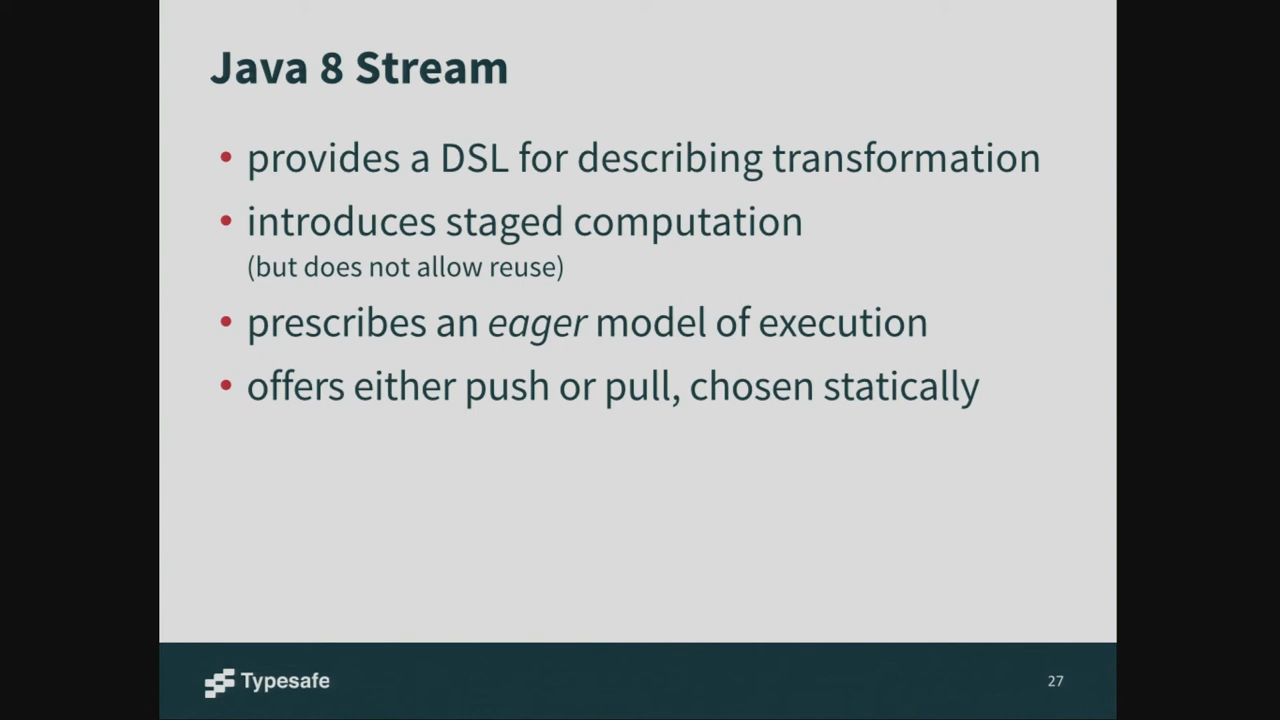 Java 8 Stream
• provides a DSL for describing transformation
• introduces staged computation
(but does not allow reuse)
• prescribes an eager model of execution
• offers either push or pull, chosen statically
Typesafe
27